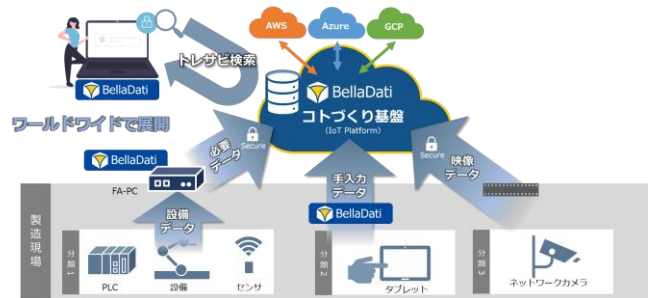 AWS
Azure
GCP
トレサビ検索
BellaDati
BellaDati
コトづくり基盤
(IoT Platform)
ワールドワイドで展開
Secure
Secure
必要
データ
手入力
データ
映像
データ
BellaDati
FA-PC
設備
データ
BellaDati
製造現場
分類1
PLC
設備
センサ
分類2
タブレット
分類3
ネットワークカメラ